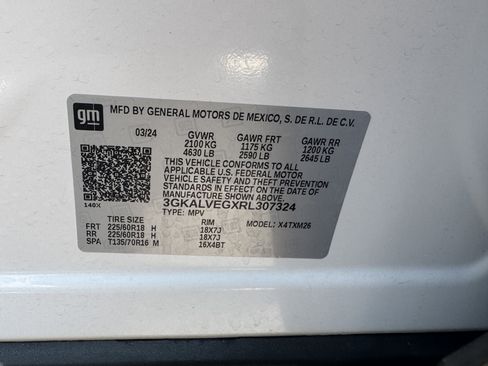 gm
MFD BY GENERAL MOTORS DE MEXICO, S. DE R.L. DE C.V.
03/24 GVWR GAWR FRT GAWR RR
2100 KG 1175 KG 1200 KG
4630 LB 2590 LB 2645 LB
THIS VEHICLE CONFORMS TO ALL
APPLICABLE U.S. FEDERAL MOTOR
VEHICLE SAFETY STANDARDS IN
EFFECT ON THE DATE OF
MANUFACTURE SHOWN ABOVE.
3GKALVEGXRL307324
140X TYPE: MPV MODEL: X4TXM26
TIRE SIZE RIM
FRT 225/60R18 H 18X7J
RR 225/60R18 H 18X7J
SPA T135/70R16 M 16X4BT